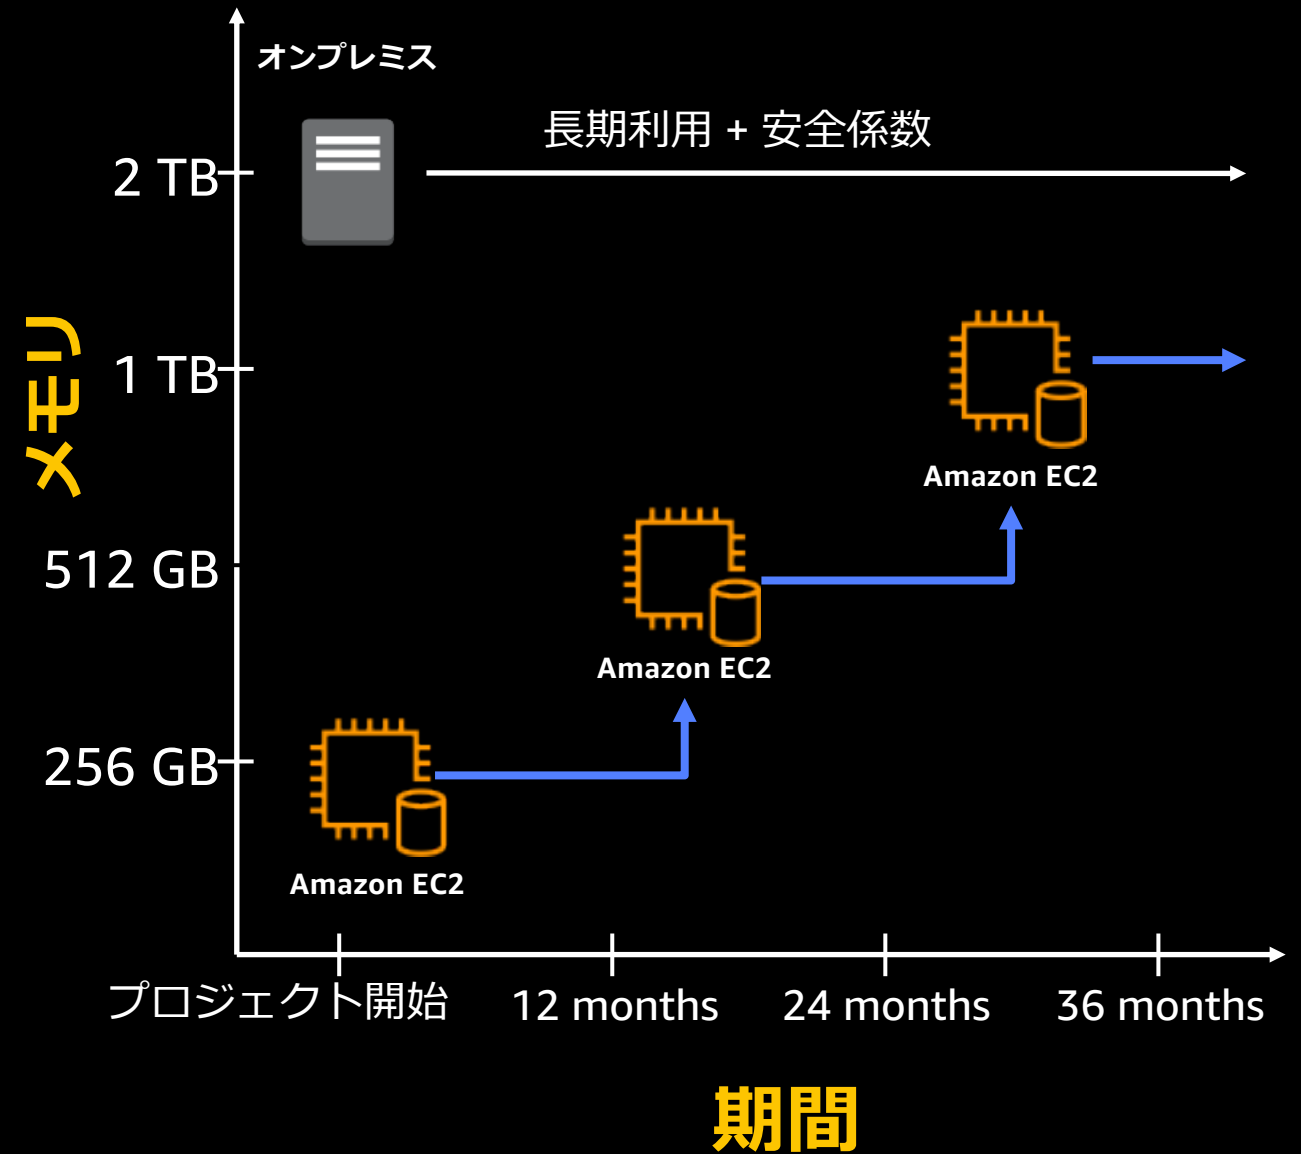 オンプレミス
長期利用 + 安全係数
2 TB
1 TB
メモリ
Amazon EC2
512 GB
Amazon EC2
256 GB
Amazon EC2
プロジェクト開始
12 months
24 months
36 months
期間